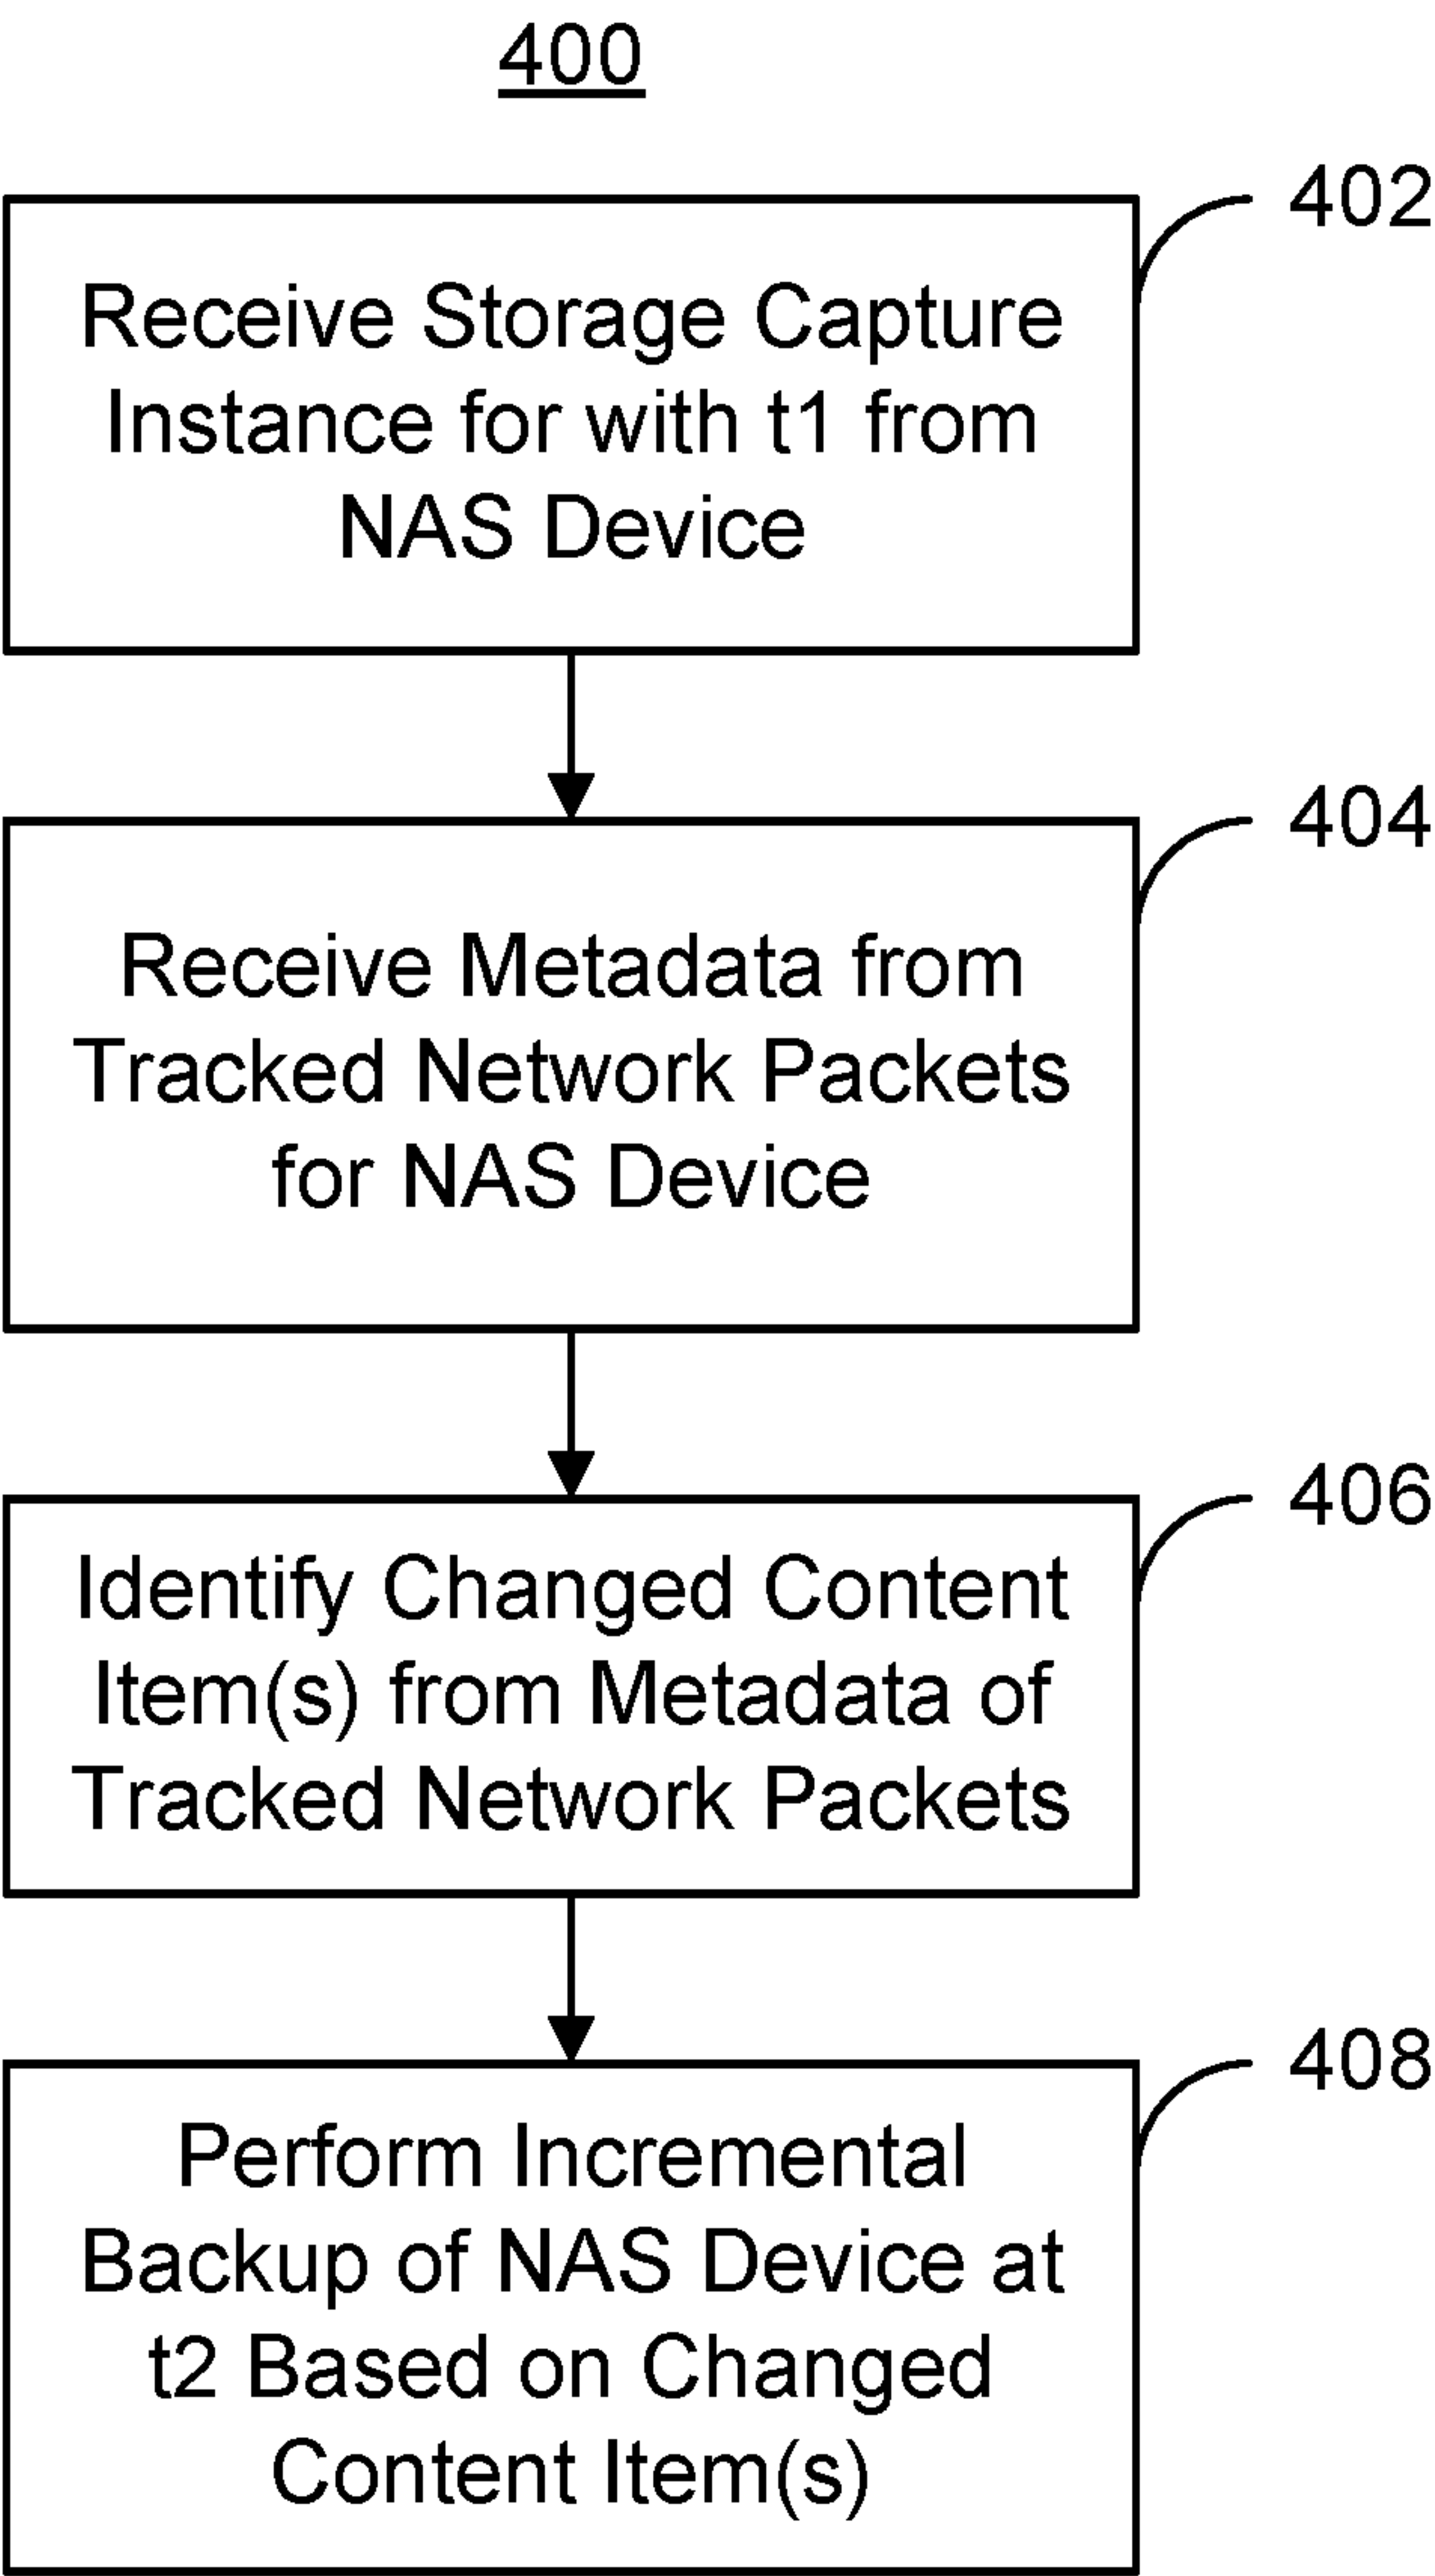 400
402
Receive Storage Capture
Instance for with t1 from
NAS Device
404
Receive Metadata from
Tracked Network Packets
for NAS Device
406
Identify Changed Content
Item(s) from Metadata of
Tracked Network Packets
408
Perform Incremental
Backup of NAS Device at
t2 Based on Changed
Content Item(s)